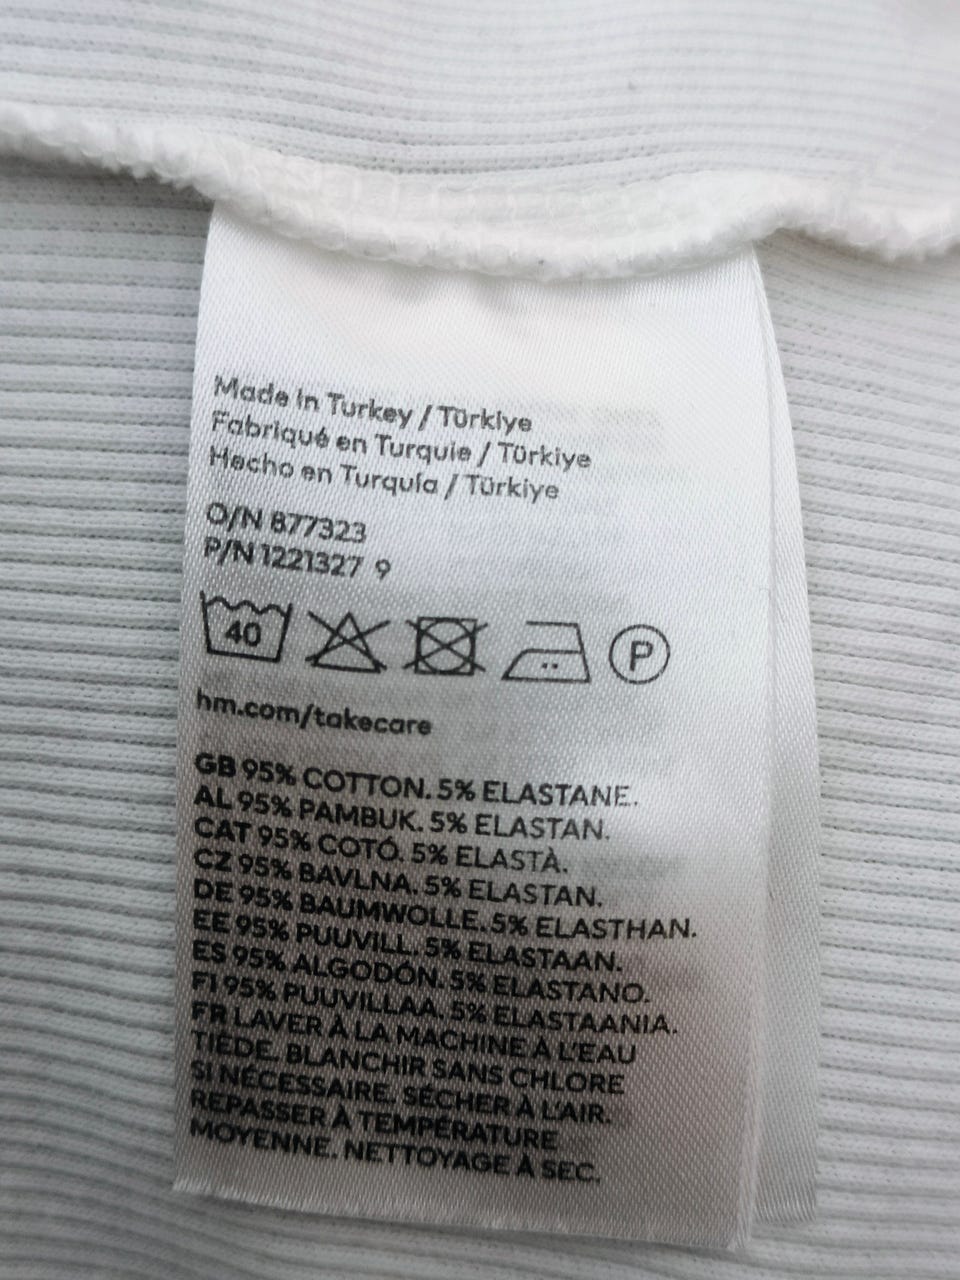 Made in Turkey / Türkiye
Fabriqué en Turquie / Türkiye
Hecho en Turquía / Türkiye
O/N 877323
P/N 1221327 9
40
P
hm.com/takecare
GB 95% COTTON. 5% ELASTANE.
AL 95% PAMBUK. 5% ELASTAN.
CAT 95% COTÓ. 5% ELASTÀ.
CZ 95% BAVLNA. 5% ELASTAN.
DE 95% BAUMWOLLE. 5% ELASTHAN.
EE 95% PUUVILL. 5% ELASTAAN.
ES 95% ALGODÓN. 5% ELASTANO.
FI 95% PUUVILLAA. 5% ELASTAANIA.
FR LAVER À LA MACHINE À L'EAU
TIÈDE. BLANCHIR SANS CHLORE
SI NÉCESSAIRE. SÉCHER À L'AIR.
REPASSER À TEMPÉRATURE
MOYENNE. NETTOYAGE À SEC.